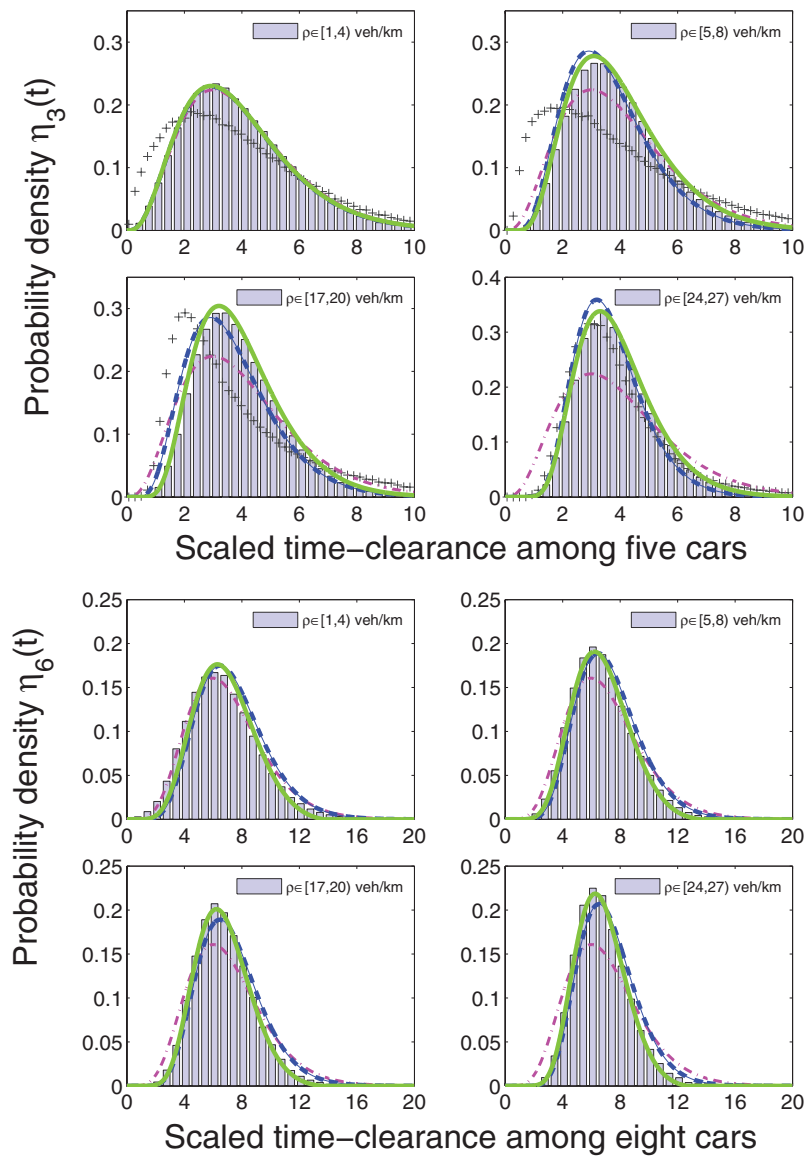 ρ∈[1,4) veh/km
ρ∈[5,8) veh/km
0.3
0.2
0.1
0
0 2 4 6 8 10
0.3
0.2
0.1
0
0 2 4 6 8 10
Probability density η₃(t)
ρ∈[17,20) veh/km
ρ∈[24,27) veh/km
0.3
0.2
0.1
0
0 2 4 6 8 10
0.4
0.3
0.2
0.1
0
0 2 4 6 8 10
Scaled time−clearance among five cars
ρ∈[1,4) veh/km
ρ∈[5,8) veh/km
0.25
0.2
0.15
0.1
0.05
0
0 4 8 12 16 20
0.25
0.2
0.15
0.1
0.05
0
0 4 8 12 16 20
Probability density η₆(t)
ρ∈[17,20) veh/km
ρ∈[24,27) veh/km
0.25
0.2
0.15
0.1
0.05
0
0 4 8 12 16 20
0.25
0.2
0.15
0.1
0.05
0
0 4 8 12 16 20
Scaled time−clearance among eight cars